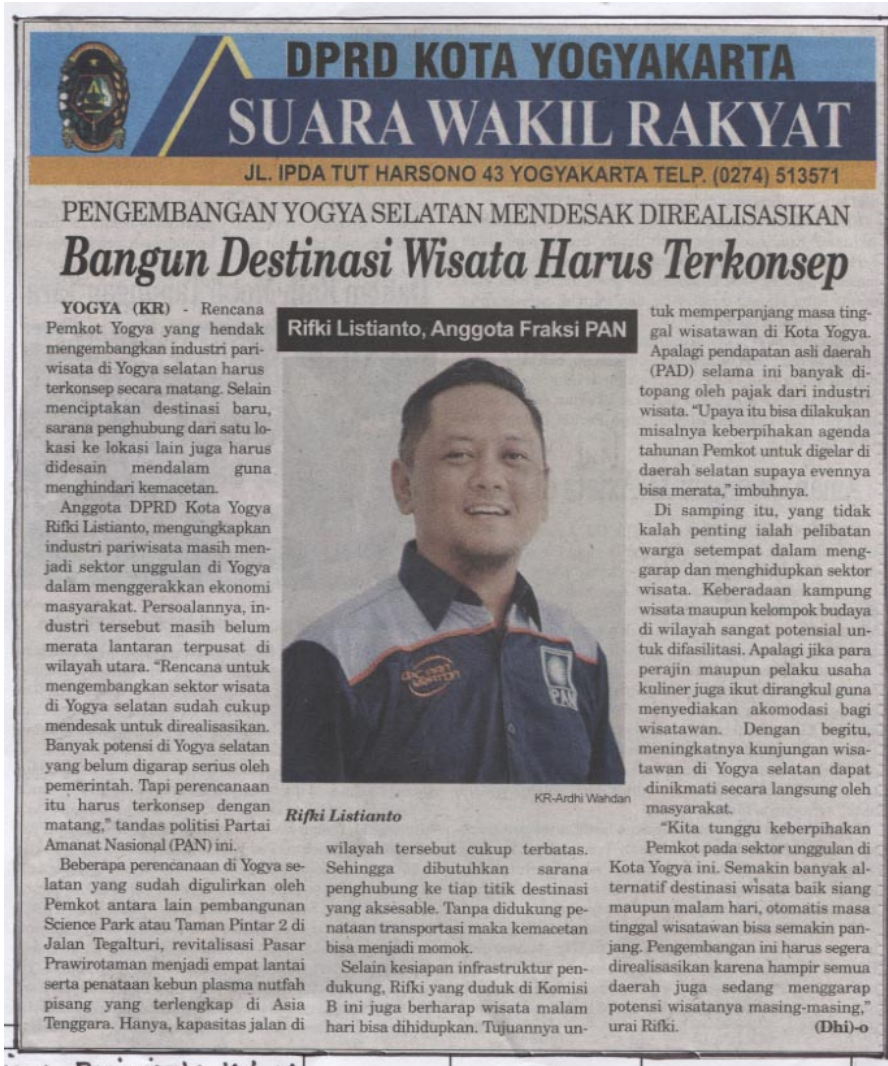 DPRD KOTA YOGYAKARTA
SUARA WAKIL RAKYAT
JL. IPDA TUT HARSONO 43 YOGYAKARTA TELP. (0274) 513571
PENGEMBANGAN YOGYA SELATAN MENDESAK DIREALISASIKAN
Bangun Destinasi Wisata Harus Terkonsep
YOGYA (KR) - Rencana
Pemkot Yogya yang hendak
mengembangkan industri pari-
wisata di Yogya selatan harus
terkonsep secara matang. Selain
menciptakan destinasi baru,
sarana penghubung dari satu lo-
kasi ke lokasi lain juga harus
didesain mendalam guna
menghindari kemacetan.
Anggota DPRD Kota Yogya
Rifki Listianto, mengungkapkan
industri pariwisata masih men-
jadi sektor unggulan di Yogya
dalam menggerakkan ekonomi
masyarakat. Persoalannya, in-
dustri tersebut masih belum
merata lantaran terpusat di
wilayah utara. “Rencana untuk
mengembangkan sektor wisata
di Yogya selatan sudah cukup
mendesak untuk direalisasikan.
Banyak potensi di Yogya selatan
yang belum digarap serius oleh
pemerintah. Tapi perencanaan
itu harus terkonsep dengan
matang,” tandas politisi Partai
Amanat Nasional (PAN) ini.
Beberapa perencanaan di Yogya se-
latan yang sudah digulirkan oleh
Pemkot antara lain pembangunan
Science Park atau Taman Pintar 2 di
Jalan Tegalturi, revitalisasi Pasar
Prawirotaman menjadi empat lantai
serta penataan kebun plasma nutfah
pisang yang terlengkap di Asia
Tenggara. Hanya, kapasitas jalan di
Rifki Listianto, Anggota Fraksi PAN
PAN
KR-Ardhi Wahdan
Rifki Listianto
wilayah tersebut cukup terbatas.
Sehingga dibutuhkan sarana
penghubung ke tiap titik destinasi
yang aksesable. Tanpa didukung pe-
nataan transportasi maka kemacetan
bisa menjadi momok.
Selain kesiapan infrastruktur pen-
dukung, Rifki yang duduk di Komisi
B ini juga berharap wisata malam
hari bisa dihidupkan. Tujuannya un-
tuk memperpanjang masa ting-
gal wisatawan di Kota Yogya.
Apalagi pendapatan asli daerah
(PAD) selama ini banyak di-
topang oleh pajak dari industri
wisata. “Upaya itu bisa dilakukan
misalnya keberpihakan agenda
tahunan Pemkot untuk digelar di
daerah selatan supaya evennya
bisa merata,” imbuhnya.
Di samping itu, yang tidak
kalah penting ialah pelibatan
warga setempat dalam meng-
garap dan menghidupkan sektor
wisata. Keberadaan kampung
wisata maupun kelompok budaya
di wilayah sangat potensial un-
tuk difasilitasi. Apalagi jika para
perajin maupun pelaku usaha
kuliner juga ikut dirangkul guna
menyediakan akomodasi bagi
wisatawan. Dengan begitu,
meningkatnya kunjungan wisa-
tawan di Yogya selatan dapat
dinikmati secara langsung oleh
masyarakat.
“Kita tunggu keberpihakan
Pemkot pada sektor unggulan di
Kota Yogya ini. Semakin banyak al-
ternatif destinasi wisata baik siang
maupun malam hari, otomatis masa
tinggal wisatawan bisa semakin pan-
jang. Pengembangan ini harus segera
direalisasikan karena hampir semua
daerah juga sedang menggarap
potensi wisatanya masing-masing,”
urai Rifki. (Dhi)-o